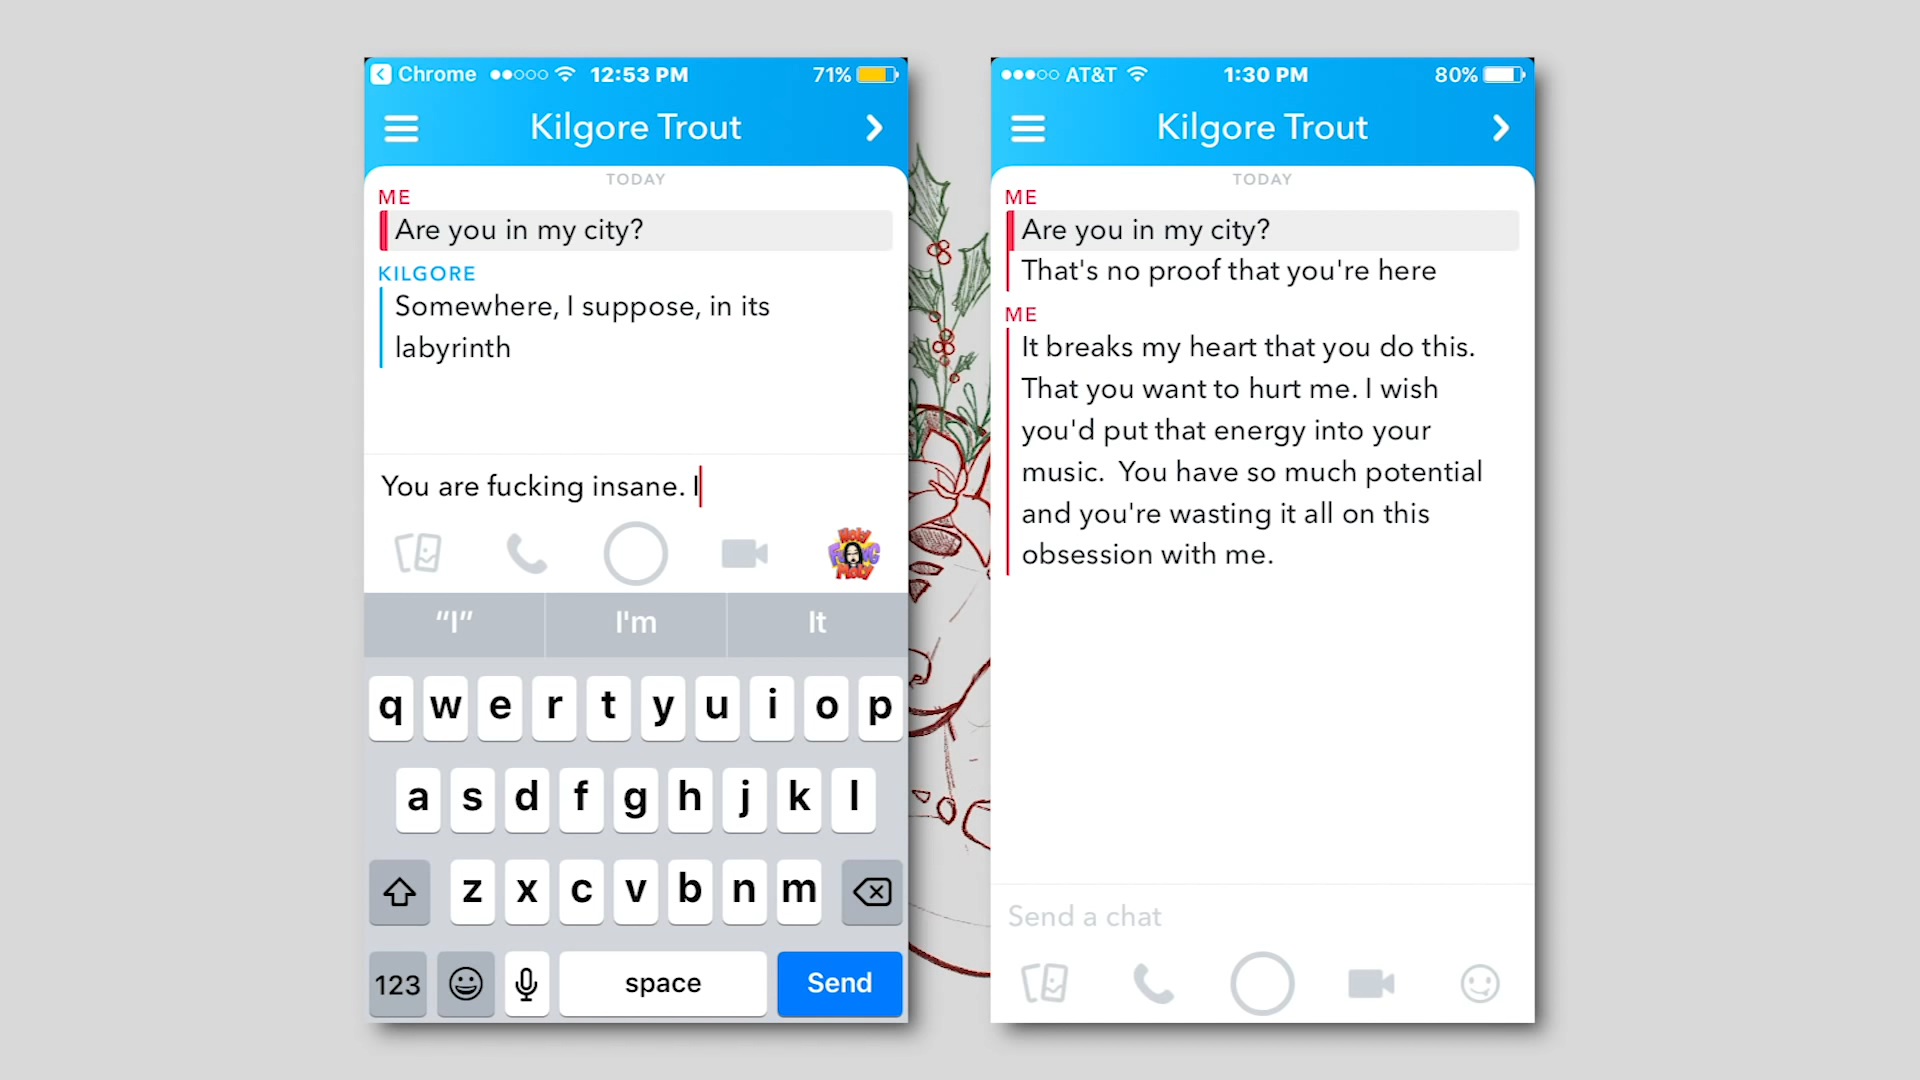 Chrome 12:53 PM 71%
Kilgore Trout
TODAY
ME
Are you in my city?
KILGORE
Somewhere, I suppose, in its
labyrinth
You are fucking insane. I
"I" I'm It
q w e r t y u i o p
a s d f g h j k l
z x c v b n m
123 space Send
AT&T 1:30 PM 80%
Kilgore Trout
TODAY
ME
Are you in my city?
That's no proof that you're here
ME
It breaks my heart that you do this.
That you want to hurt me. I wish
you'd put that energy into your
music. You have so much potential
and you're wasting it all on this
obsession with me.
Send a chat